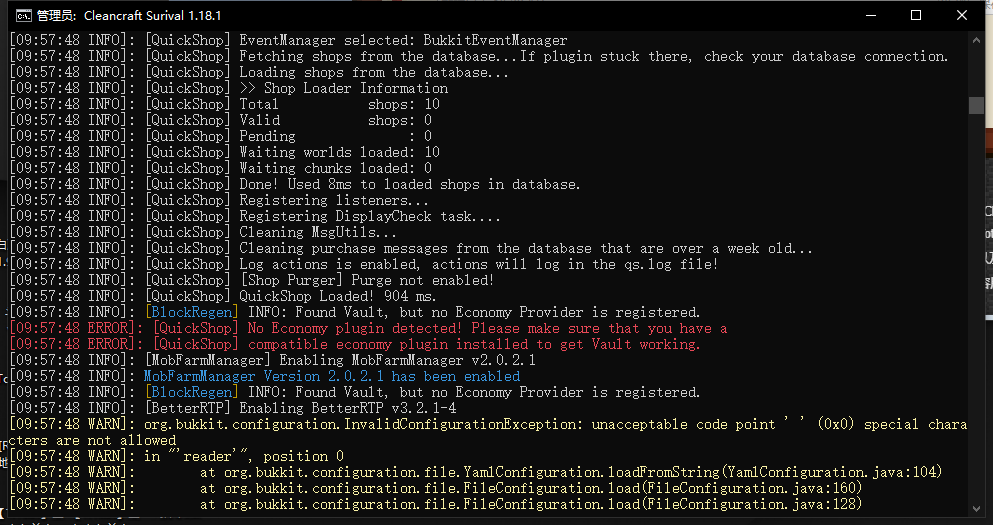 管理员: Cleancraft Surival 1.18.1
[09:57:48 INFO]: [QuickShop] EventManager selected: BukkitEventManager
[09:57:48 INFO]: [QuickShop] Fetching shops from the database...If plugin stuck there, check your database connection.
[09:57:48 INFO]: [QuickShop] Loading shops from the database...
[09:57:48 INFO]: [QuickShop] >> Shop Loader Information
[09:57:48 INFO]: [QuickShop] Total           shops: 10
[09:57:48 INFO]: [QuickShop] Valid           shops: 0
[09:57:48 INFO]: [QuickShop] Pending              : 0
[09:57:48 INFO]: [QuickShop] Waiting worlds loaded: 10
[09:57:48 INFO]: [QuickShop] Waiting chunks loaded: 0
[09:57:48 INFO]: [QuickShop] Done! Used 8ms to loaded shops in database.
[09:57:48 INFO]: [QuickShop] Registering listeners...
[09:57:48 INFO]: [QuickShop] Registering DisplayCheck task....
[09:57:48 INFO]: [QuickShop] Cleaning MsgUtils...
[09:57:48 INFO]: [QuickShop] Cleaning purchase messages from the database that are over a week old...
[09:57:48 INFO]: [QuickShop] Log actions is enabled, actions will log in the qs.log file!
[09:57:48 INFO]: [QuickShop] [Shop Purger] Purge not enabled!
[09:57:48 INFO]: [QuickShop] QuickShop Loaded! 904 ms.
[09:57:48 INFO]: [BlockRegen] INFO: Found Vault, but no Economy Provider is registered.
[09:57:48 ERROR]: [QuickShop] No Economy plugin detected! Please make sure that you have a
[09:57:48 ERROR]: [QuickShop] compatible economy plugin installed to get Vault working.
[09:57:48 INFO]: [MobFarmManager] Enabling MobFarmManager v2.0.2.1
[09:57:48 INFO]: MobFarmManager Version 2.0.2.1 has been enabled
[09:57:48 INFO]: [BlockRegen] INFO: Found Vault, but no Economy Provider is registered.
[09:57:48 INFO]: [BetterRTP] Enabling BetterRTP v3.2.1-4
[09:57:48 WARN]: org.bukkit.configuration.InvalidConfigurationException: unacceptable code point ' ' (0x0) special chara
cters are not allowed
[09:57:48 WARN]: in "'reader'", position 0
[09:57:48 WARN]:        at org.bukkit.configuration.file.YamlConfiguration.loadFromString(YamlConfiguration.java:104)
[09:57:48 WARN]:        at org.bukkit.configuration.file.FileConfiguration.load(FileConfiguration.java:160)
[09:57:48 WARN]:        at org.bukkit.configuration.file.FileConfiguration.load(FileConfiguration.java:128)